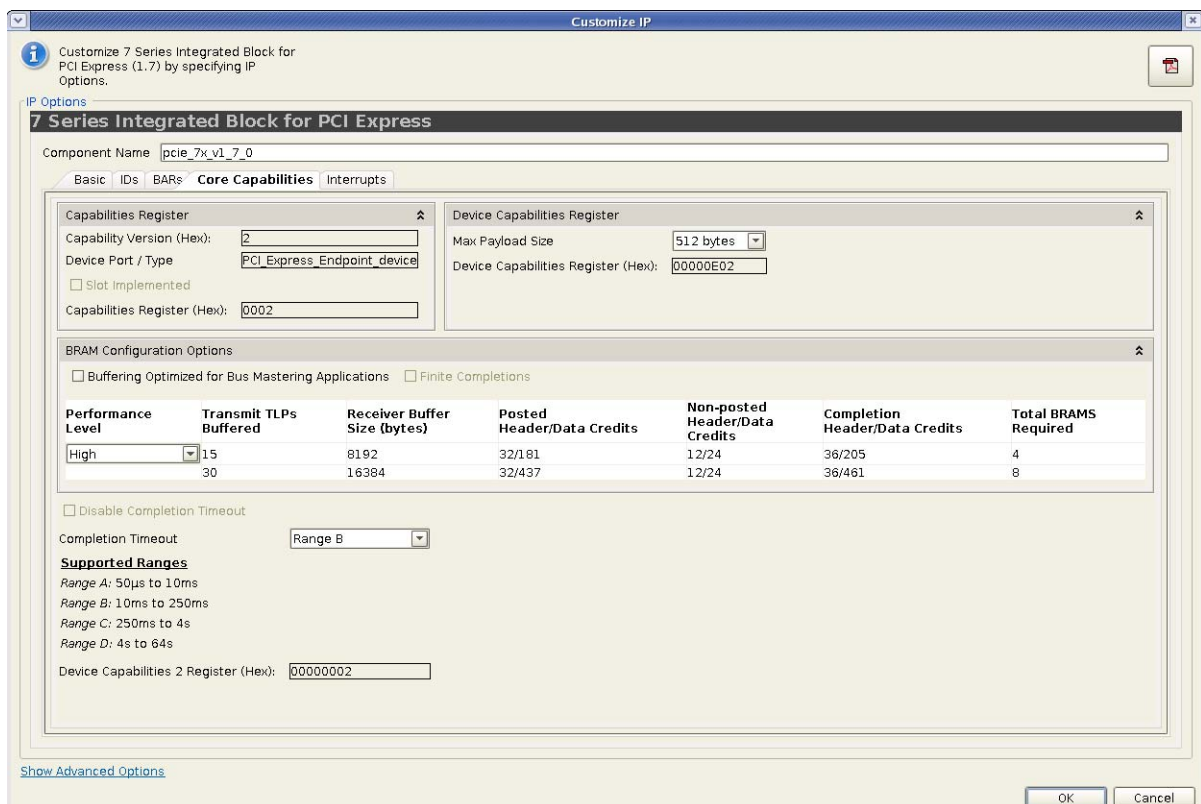 Customize IP
Customize 7 Series Integrated Block for
PCI Express (1.7) by specifying IP
Options.
IP Options
7 Series Integrated Block for PCI Express
Component Name pcie_7x_v1_7_0
Basic IDs BARs Core Capabilities Interrupts
Capabilities Register
Capability Version (Hex): 2
Device Port / Type PCI_Express_Endpoint_device
Slot Implemented
Capabilities Register (Hex): 0002
Device Capabilities Register
Max Payload Size 512 bytes
Device Capabilities Register (Hex): 00000E02
BRAM Configuration Options
Buffering Optimized for Bus Mastering Applications Finite Completions
Performance Level Transmit TLPs Buffered Receiver Buffer Size (bytes) Posted Header/Data Credits Non-posted Header/Data Credits Completion Header/Data Credits Total BRAMS Required
High 15 8192 32/181 12/24 36/205 4
30 16384 32/437 12/24 36/461 8
Disable Completion Timeout
Completion Timeout Range B
Supported Ranges
Range A: 50µs to 10ms
Range B: 10ms to 250ms
Range C: 250ms to 4s
Range D: 4s to 64s
Device Capabilities 2 Register (Hex): 00000002
Show Advanced Options
OK Cancel